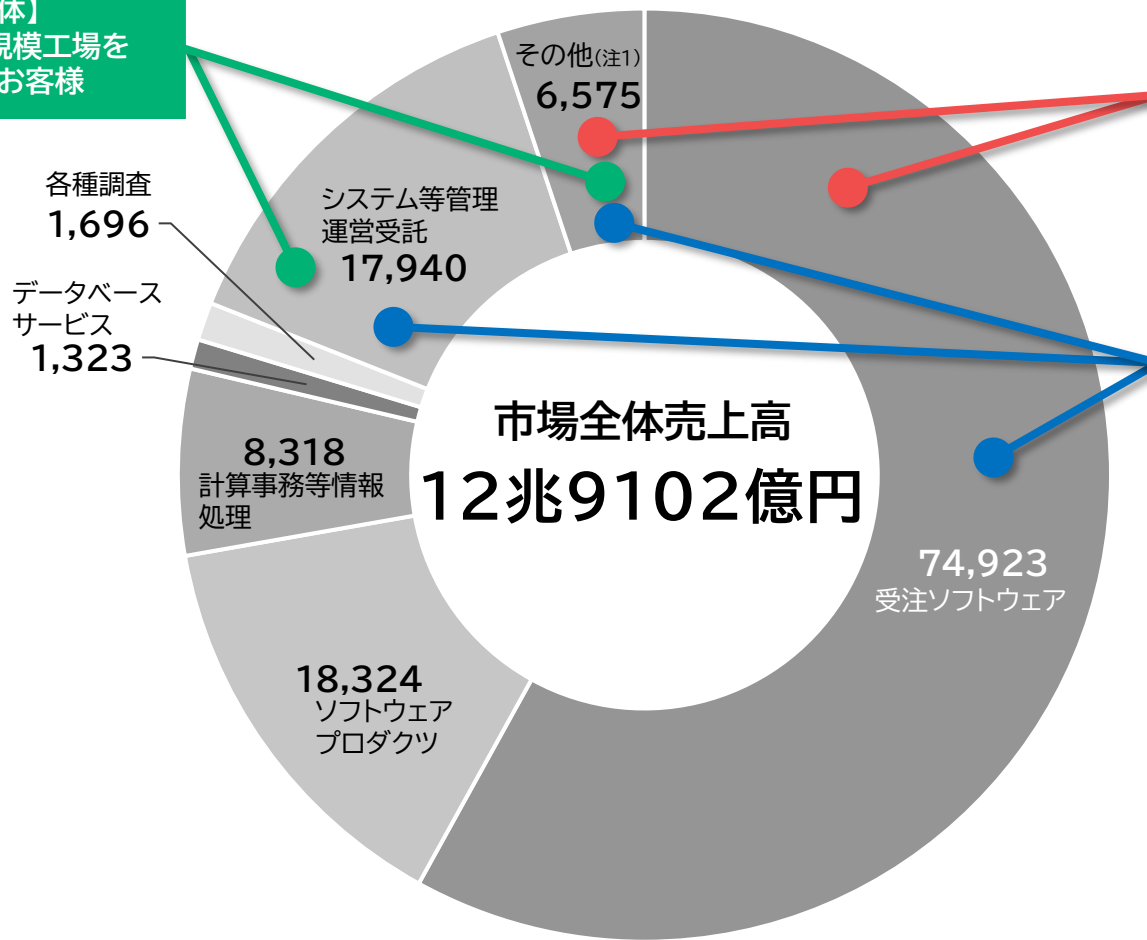 体】
規模工場を
お客様
その他(注1)
6,575
各種調査
1,696
システム等管理
運営受託
17,940
データベース
サービス
1,323
市場全体売上高
12兆9102億円
8,318
計算事務等情報
処理
74,923
受注ソフトウェア
18,324
ソフトウェア
プロダクツ